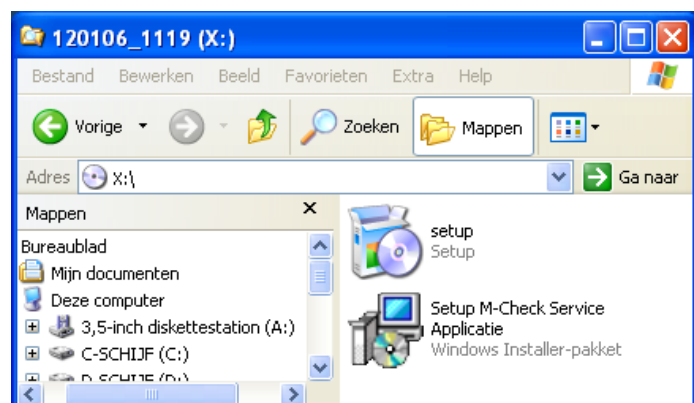 120106_1119 (X:)
Bestand Bewerken Beeld Favorieten Extra Help
Vorige Zoeken Mappen
Adres X:\ Ga naar
Mappen X
Bureaublad
Mijn documenten
Deze computer
3,5-inch diskettestation (A:)
C-SCHIJF (C:)
D-SCHIJF (D:)
setup
Setup
Setup M-Check Service
Applicatie
Windows Installer-pakket